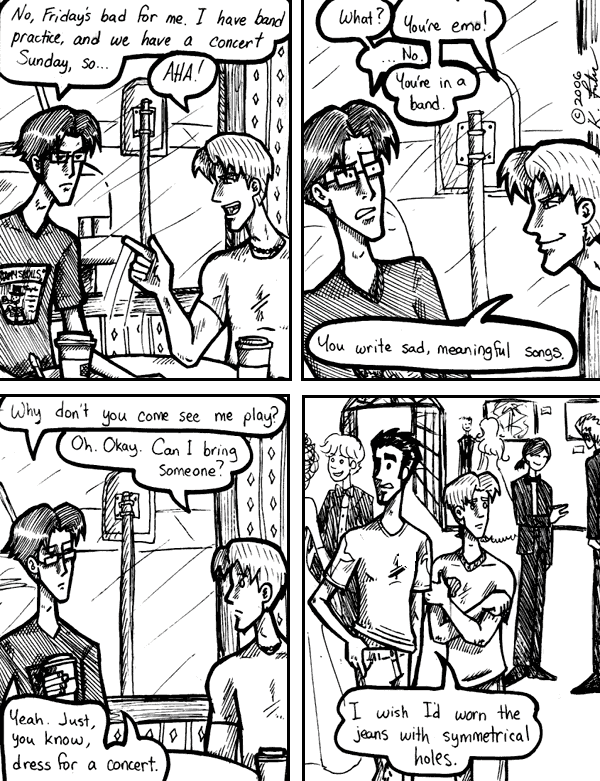 No, Friday's bad for me. I have band
practice, and we have a concert
Sunday, so...
AHA!
What?
You're emo!
... No.
You're in a
band.
You write sad, meaningful songs.
©2006
Why don't you come see me play?
Oh. Okay. Can I bring
someone?
Yeah. Just,
you know,
dress for a concert.
I wish I'd worn the
jeans with symmetrical
holes.